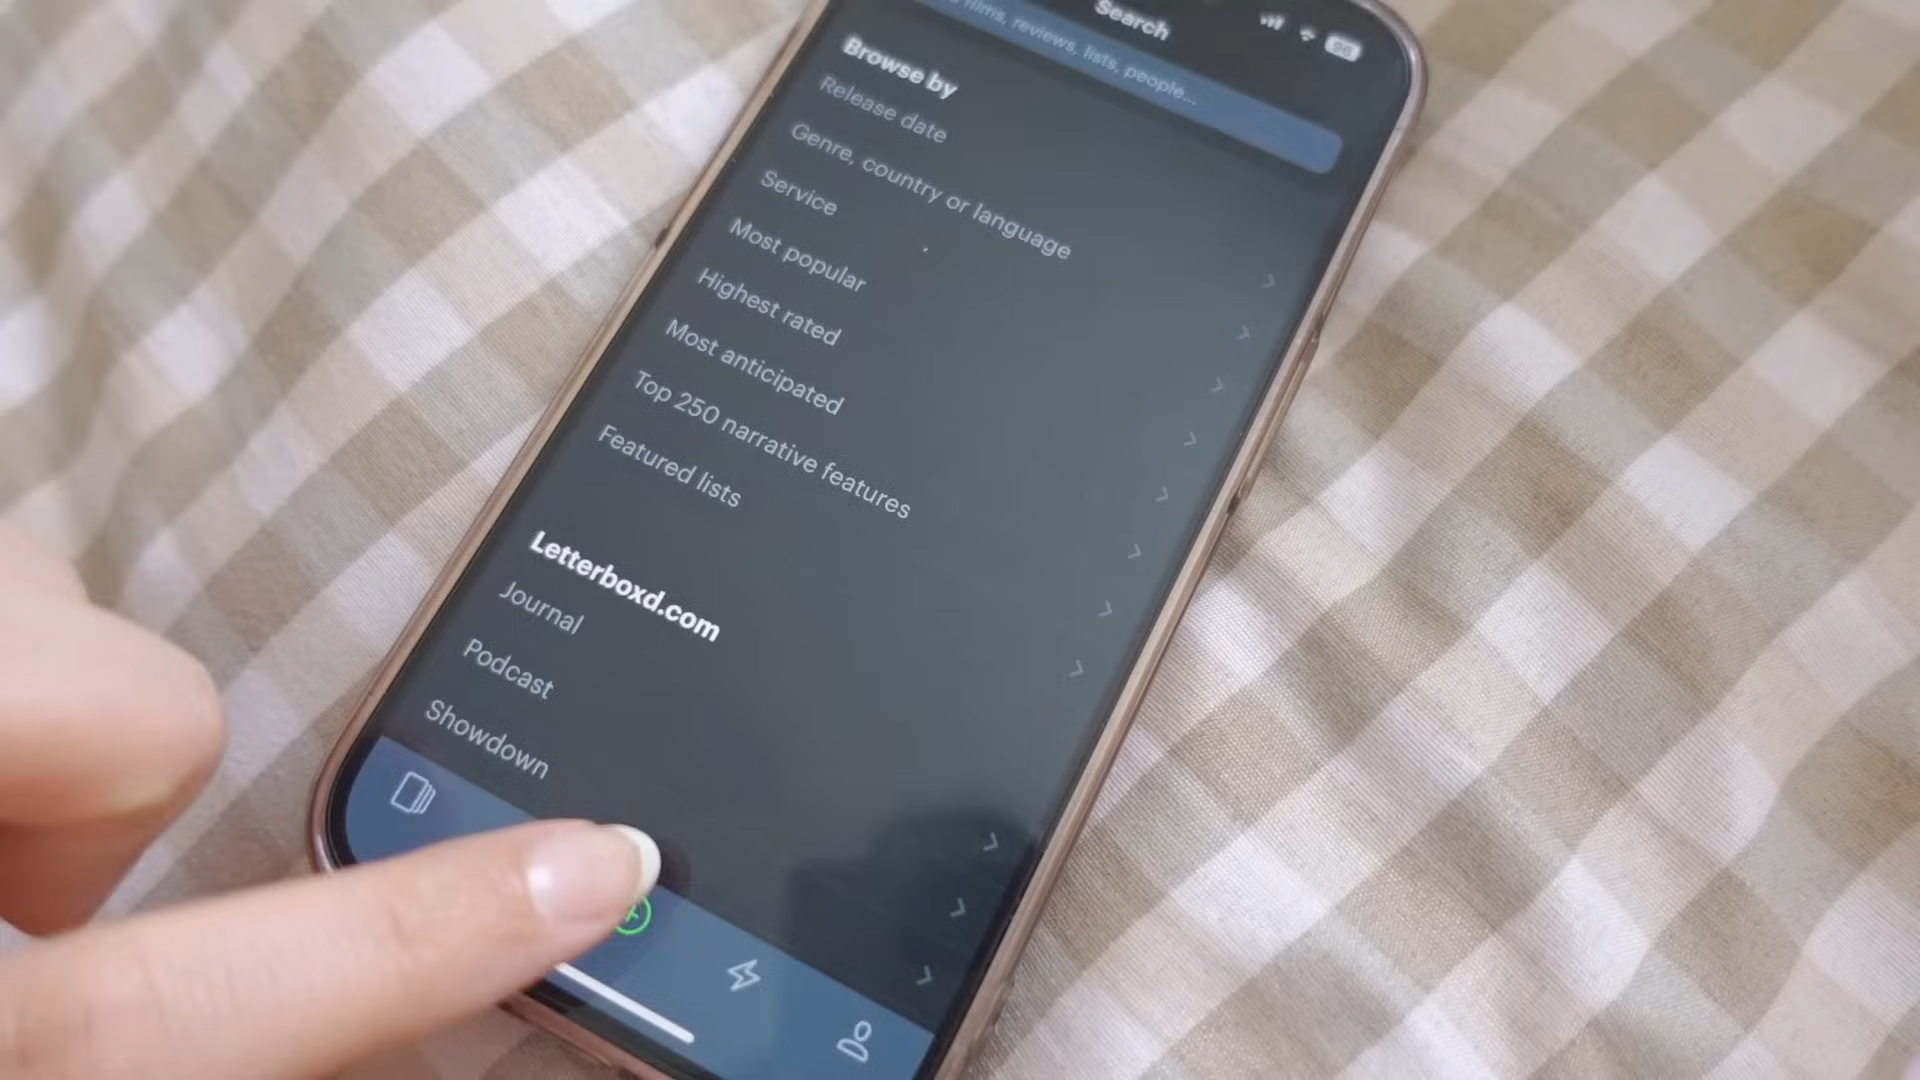 Search
films, reviews, lists, people...
Browse by
Release date
Genre, country or language
Service
Most popular
Highest rated
Most anticipated
Top 250 narrative features
Featured lists
Letterboxd.com
Journal
Podcast
Showdown